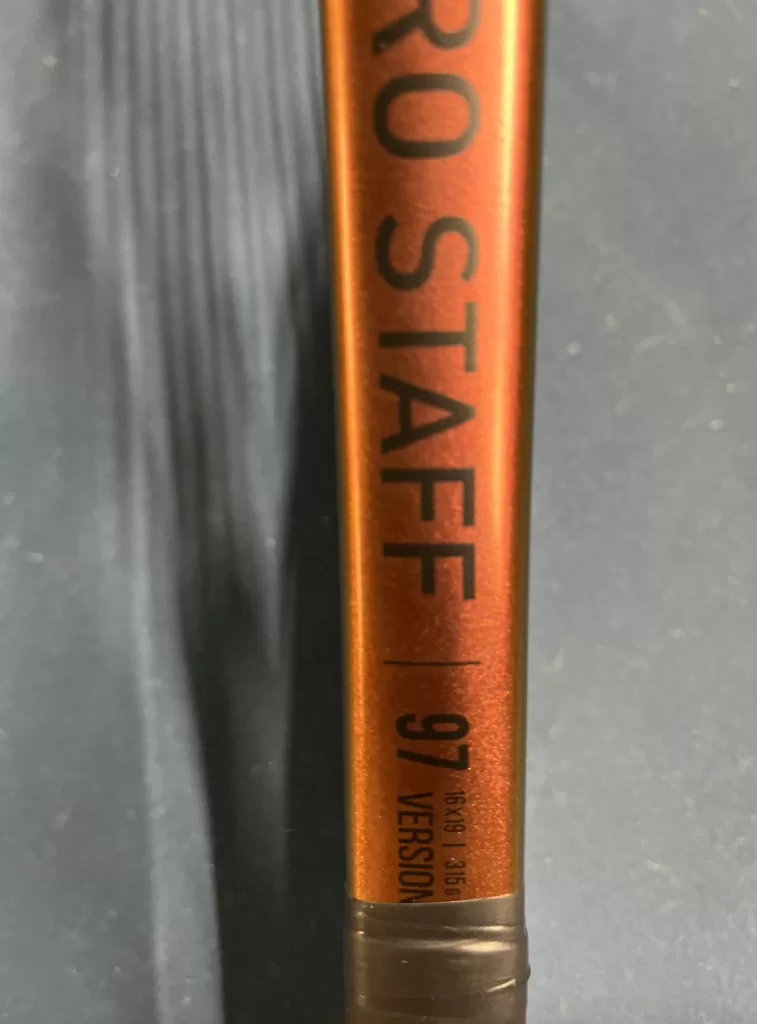 RO STAFF | 97
16x19 | 315 G
VERSION